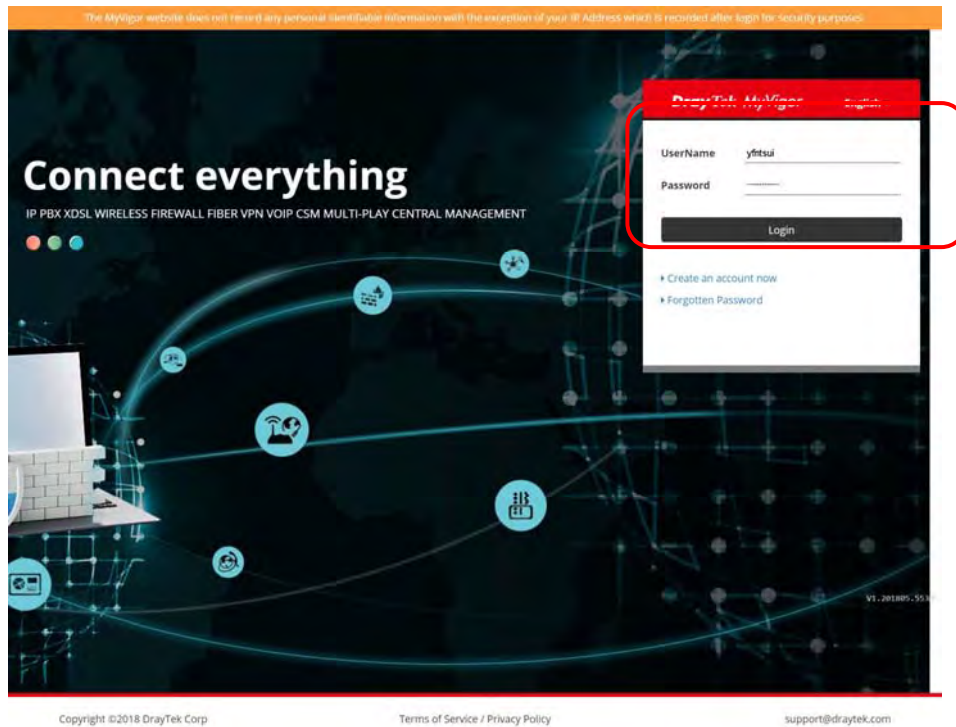 The MyVigor website does not record any personal identifiable information with the exception of your IP Address which is recorded after login for security purposes.
DrayTek MyVigor English
UserName yfntsui
Password
Login
Create an account now
Forgotten Password
Connect everything
IP PBX XDSL WIRELESS FIREWALL FIBER VPN VOIP CSM MULTI-PLAY CENTRAL MANAGEMENT
Copyright ©2018 DrayTek Corp
Terms of Service / Privacy Policy
support@draytek.com